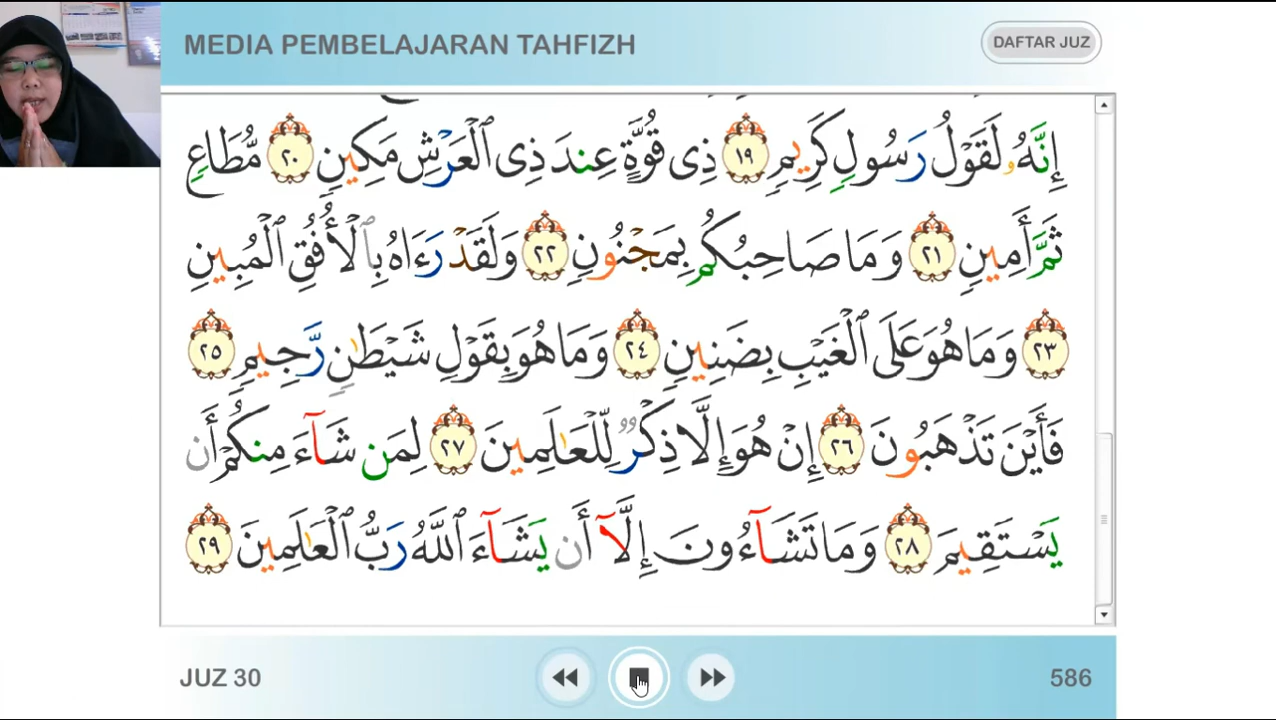 MEDIA PEMBELAJARAN TAHFIZH
DAFTAR JUZ
إِنَّهُۥ لَقَوْلُ رَسُولٍ كَرِيمٍ ١٩ ذِى قُوَّةٍ عِندَ ذِى ٱلْعَرْشِ مَكِينٍ ٢٠ مُّطَاعٍ
ثَمَّ أَمِينٍ ٢١ وَمَا صَاحِبُكُم بِمَجْنُونٍ ٢٢ وَلَقَدْ رَءَاهُ بِٱلْأُفُقِ ٱلْمُبِينِ
٢٣ وَمَا هُوَ عَلَى ٱلْغَيْبِ بِضَنِينٍ ٢٤ وَمَا هُوَ بِقَوْلِ شَيْطَٰنٍ رَّجِيمٍ ٢٥
فَأَيْنَ تَذْهَبُونَ ٢٦ إِنْ هُوَ إِلَّا ذِكْرٌ لِّلْعَٰلَمِينَ ٢٧ لِمَن شَآءَ مِنكُمْ أَن
يَسْتَقِيمَ ٢٨ وَمَا تَشَآءُونَ إِلَّآ أَن يَشَآءَ ٱللَّهُ رَبُّ ٱلْعَٰلَمِينَ ٢٩
JUZ 30
586